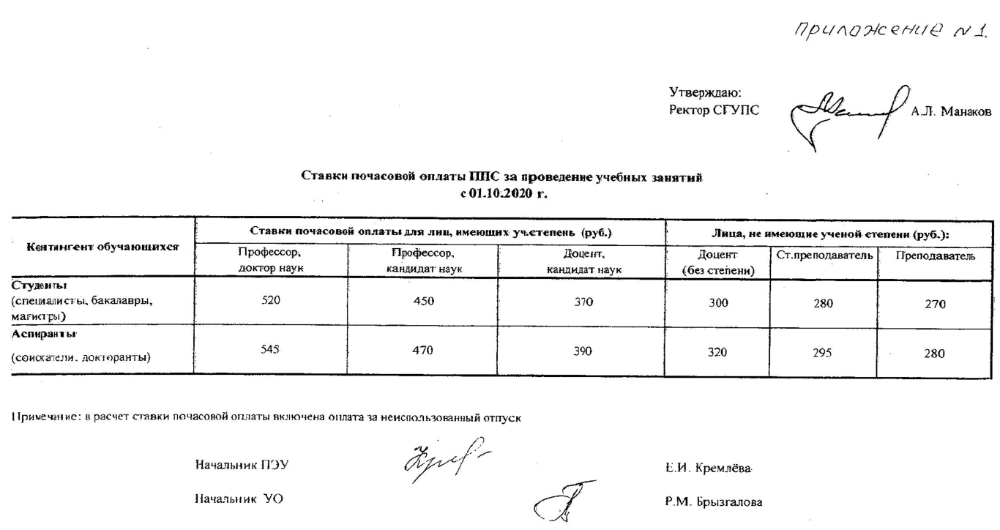 Приложение N 1.
Утверждаю:
Ректор СГУПС А.Л. Манаков
Ставки почасовой оплаты ППС за проведение учебных занятий
с 01.10.2020 г.
Контингент обучающихся Ставки почасовой оплаты для лиц, имеющих уч.степень (руб.) Лица, не имеющие ученой степени (руб.):
Профессор, Профессор, Доцент, Доцент Ст.преподаватель Преподаватель
доктор наук кандидат наук кандидат наук (без степени)
Студенты
(специалисты, бакалавры, 520 450 370 300 280 270
магистры)
Аспиранты
(соискатели, докторанты) 545 470 390 320 295 280
Примечание: в расчет ставки почасовой оплаты включена оплата за неиспользованный отпуск
Начальник ПЭУ Е.И. Кремлёва
Начальник УО Р.М. Брызгалова